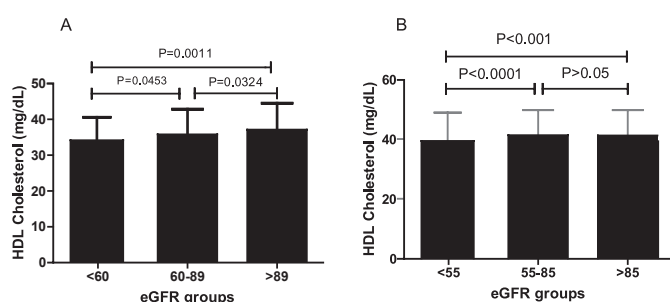 A
P=0.0011
P=0.0453
P=0.0324
HDL Cholesterol (mg/dL)
50
40
30
20
10
0
<60
60-89
>89
eGFR groups
B
P<0.001
P<0.0001
P>0.05
HDL Cholesterol (mg/dL)
60
40
20
0
<55
55-85
>85
eGFR groups